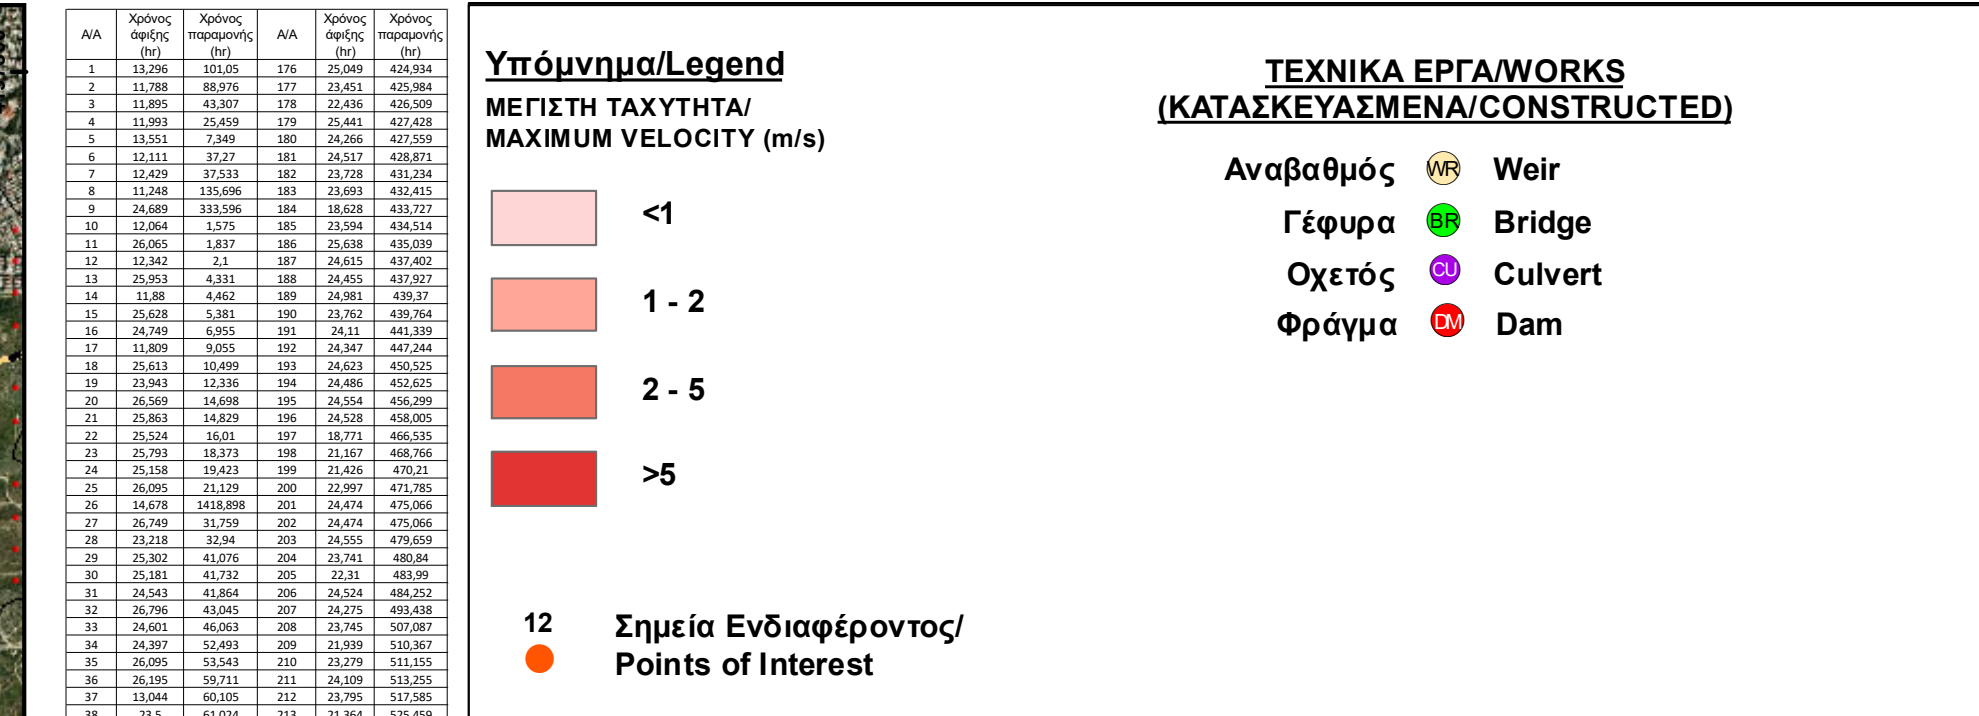 Α/Α Χρόνος άφιξης (hr) Χρόνος παραμονής (hr) Α/Α Χρόνος άφιξης (hr) Χρόνος παραμονής (hr)
1 13,296 101,05 176 25,049 424,934
2 11,788 88,976 177 23,451 425,984
3 11,895 43,307 178 22,436 426,509
4 11,993 25,459 179 25,441 427,428
5 13,551 7,349 180 24,266 427,559
6 12,111 37,27 181 24,517 428,871
7 12,429 37,533 182 23,728 431,234
8 11,248 135,696 183 23,693 432,415
9 24,689 333,596 184 18,628 433,727
10 12,064 1,575 185 23,594 434,514
11 26,065 1,837 186 25,638 435,039
12 12,342 2,1 187 24,615 437,402
13 25,953 4,331 188 24,455 437,927
14 11,88 4,462 189 24,981 439,37
15 25,628 5,381 190 23,762 439,764
16 24,749 6,955 191 24,11 441,339
17 11,809 9,055 192 24,347 447,244
18 25,613 10,499 193 24,623 450,525
19 23,943 12,336 194 24,486 452,625
20 26,569 14,698 195 24,554 456,299
21 25,863 14,829 196 24,528 458,005
22 25,524 16,01 197 18,771 466,535
23 25,793 18,373 198 21,167 468,766
24 25,158 19,423 199 21,426 470,21
25 26,095 21,129 200 22,997 471,785
26 14,678 1418,898 201 24,474 475,066
27 26,749 31,759 202 24,474 475,066
28 23,218 32,94 203 24,555 479,659
29 25,302 41,076 204 23,741 480,84
30 25,181 41,732 205 22,31 483,99
31 24,543 41,864 206 24,524 484,252
32 26,796 43,045 207 24,275 493,438
33 24,601 46,063 208 23,745 507,087
34 24,397 52,493 209 21,939 510,367
35 26,095 53,543 210 23,279 511,155
36 26,195 59,711 211 24,109 513,255
37 13,044 60,105 212 23,795 517,585
38 23,5 61,024 213 21,364 525,459
Υπόμνημα/Legend
ΜΕΓΙΣΤΗ ΤΑΧΥΤΗΤΑ/
MAXIMUM VELOCITY (m/s)
<1
1 - 2
2 - 5
>5
12 Σημεία Ενδιαφέροντος/
Points of Interest
ΤΕΧΝΙΚΑ ΕΡΓΑ/WORKS
(ΚΑΤΑΣΚΕΥΑΣΜΕΝΑ/CONSTRUCTED)
Αναβαθμός WR Weir
Γέφυρα BR Bridge
Οχετός CU Culvert
Φράγμα DM Dam